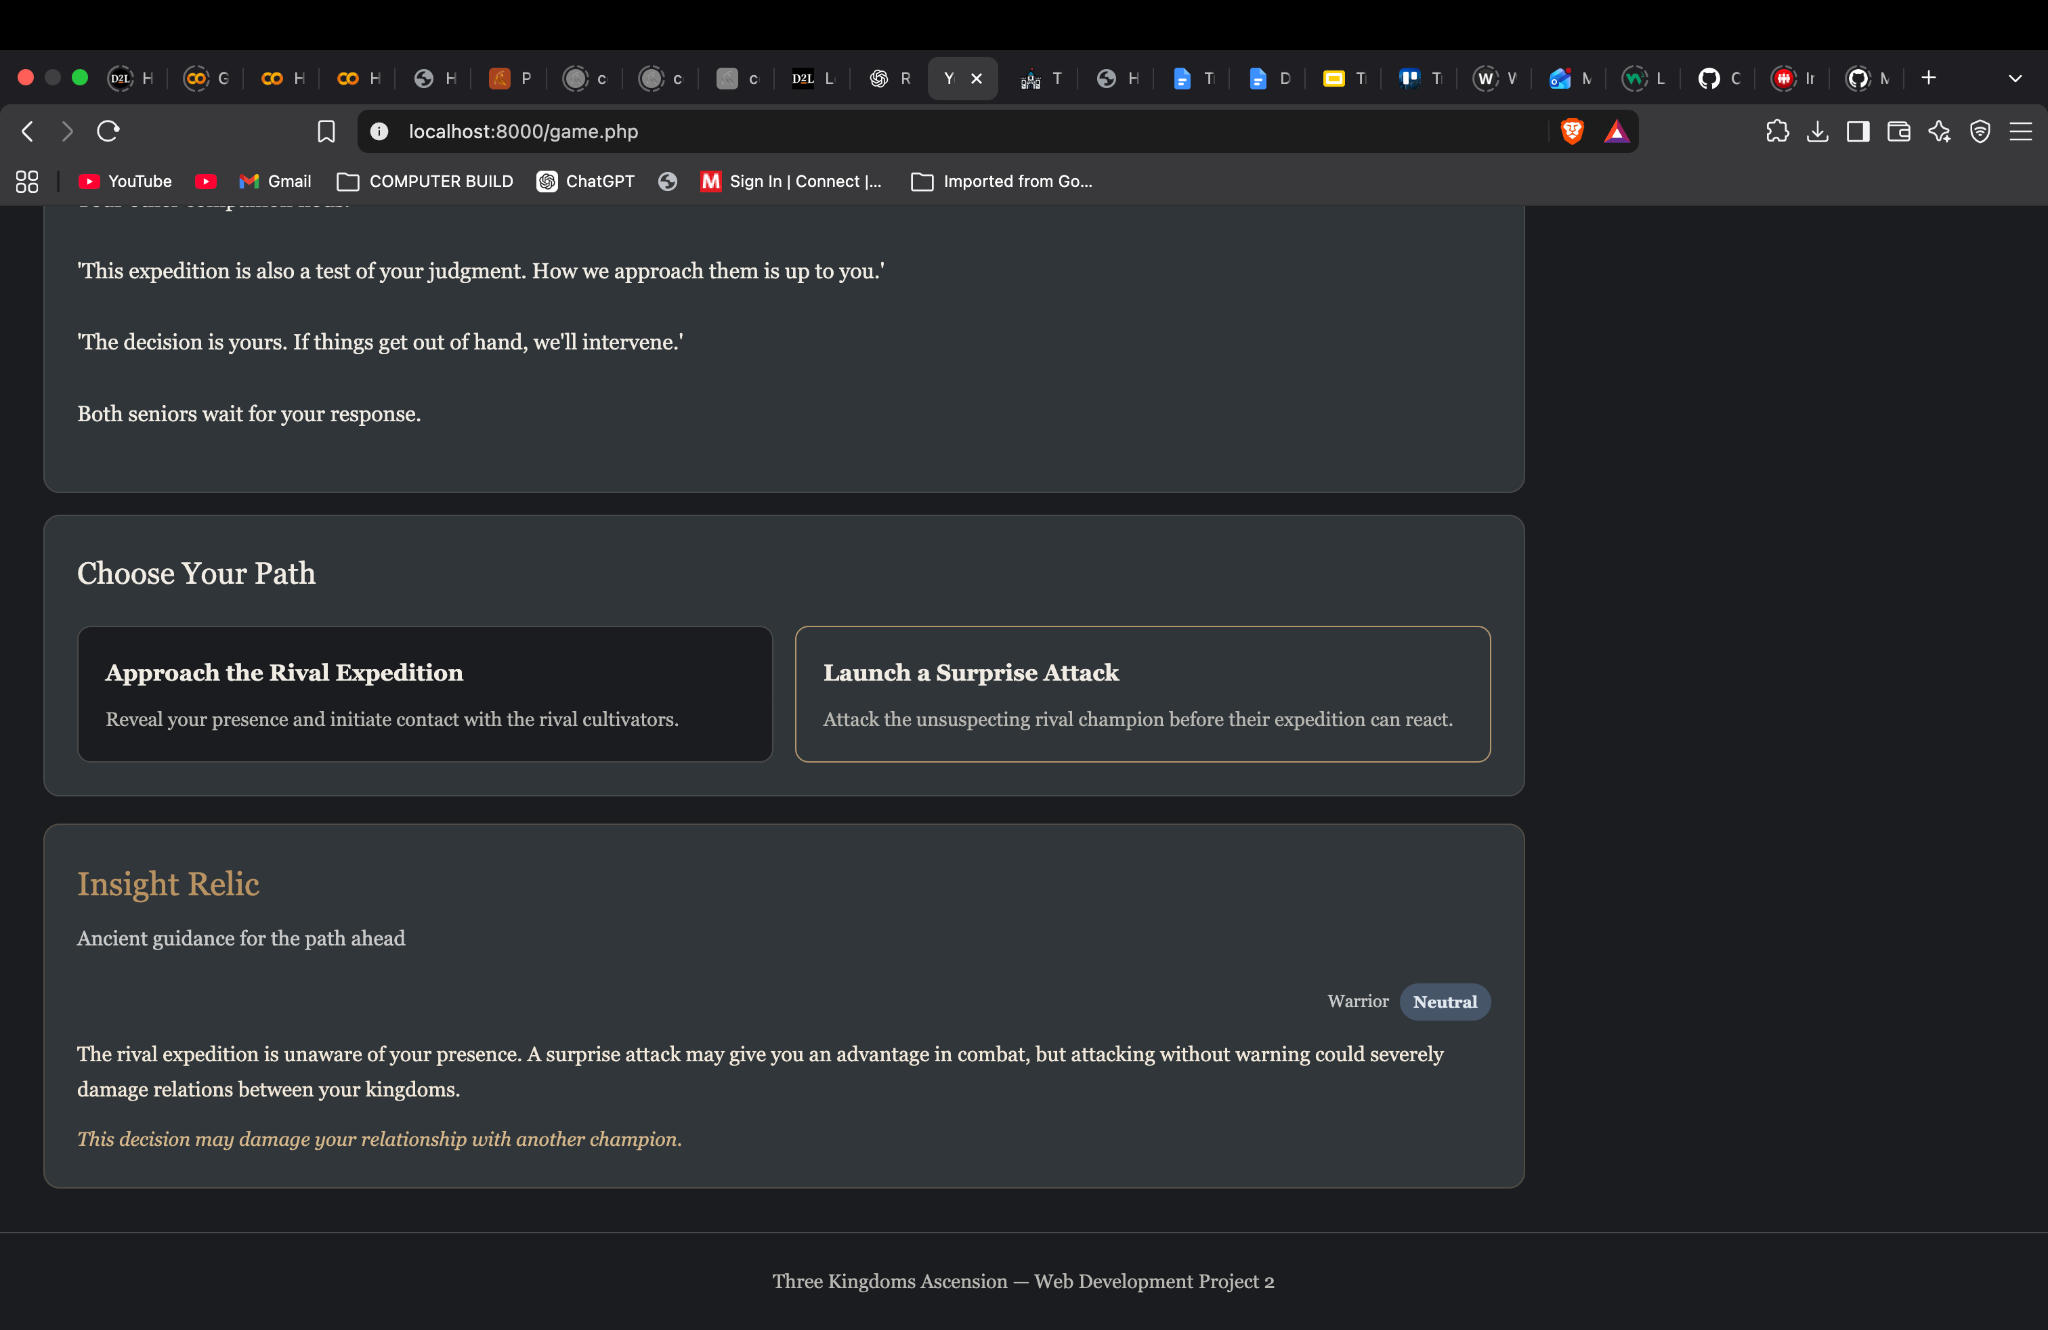 D2L H
G
H
H
H
P
c
c
c
D2L L
R
Y
T
H
T
D
T
T
W V
M
L
C
Ir
M
localhost:8000/game.php
YouTube
Gmail
COMPUTER BUILD
ChatGPT
M Sign In | Connect |...
Imported from Go...
'This expedition is also a test of your judgment. How we approach them is up to you.'
'The decision is yours. If things get out of hand, we'll intervene.'
Both seniors wait for your response.
Choose Your Path
Approach the Rival Expedition
Reveal your presence and initiate contact with the rival cultivators.
Launch a Surprise Attack
Attack the unsuspecting rival champion before their expedition can react.
Insight Relic
Ancient guidance for the path ahead
Warrior Neutral
The rival expedition is unaware of your presence. A surprise attack may give you an advantage in combat, but attacking without warning could severely
damage relations between your kingdoms.
This decision may damage your relationship with another champion.
Three Kingdoms Ascension — Web Development Project 2